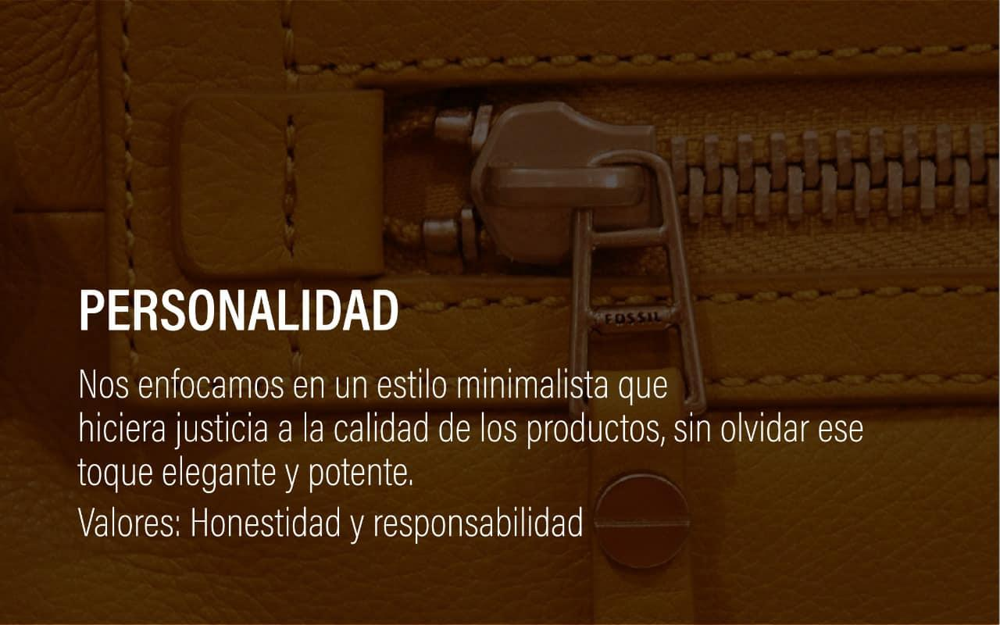 FOSSIL
PERSONALIDAD
Nos enfocamos en un estilo minimalista que
hiciera justicia a la calidad de los productos, sin olvidar ese
toque elegante y potente.
Valores: Honestidad y responsabilidad